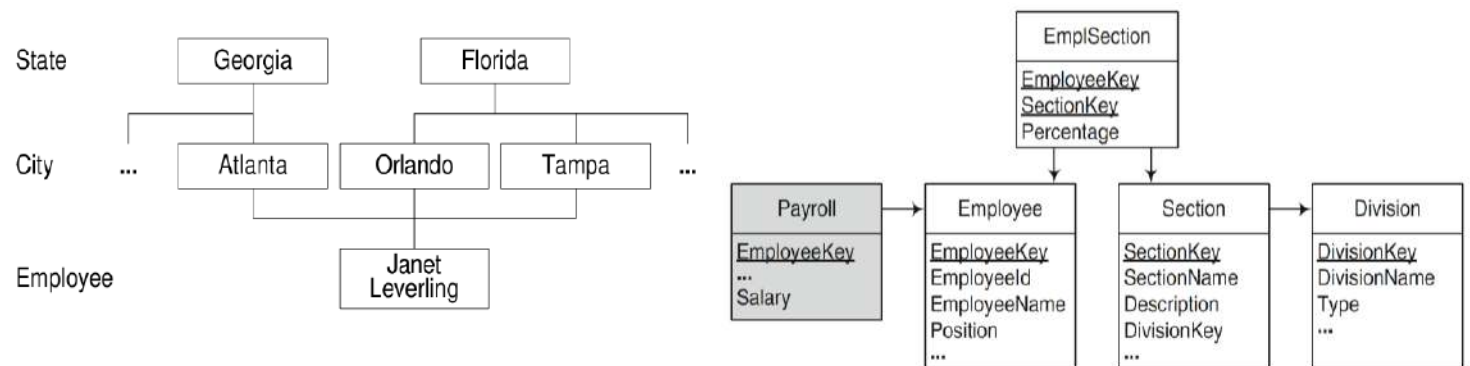 State
Georgia
Florida
City
...
Atlanta
Orlando
Tampa
...
Employee
Janet
Leverling
EmplSection
EmployeeKey
SectionKey
Percentage
Payroll
EmployeeKey
...
Salary
Employee
EmployeeKey
EmployeeId
EmployeeName
Position
...
Section
SectionKey
SectionName
Description
DivisionKey
...
Division
DivisionKey
DivisionName
Type
...